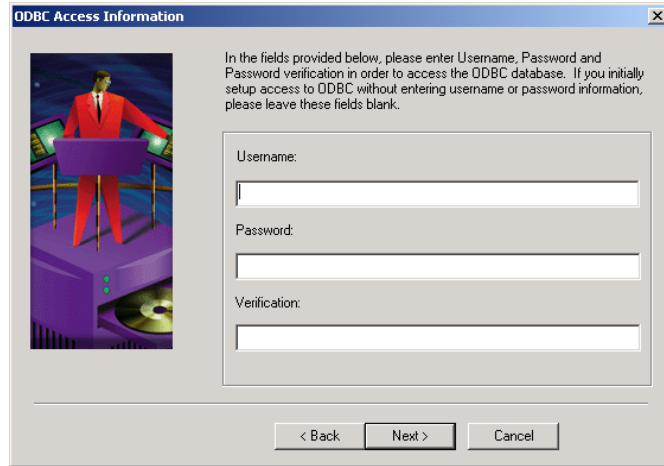 ODBC Access Information
In the fields provided below, please enter Username, Password and
Password verification in order to access the ODBC database. If you initially
setup access to ODBC without entering username or password information,
please leave these fields blank.
Username:
Password:
Verification:
< Back
Next >
Cancel